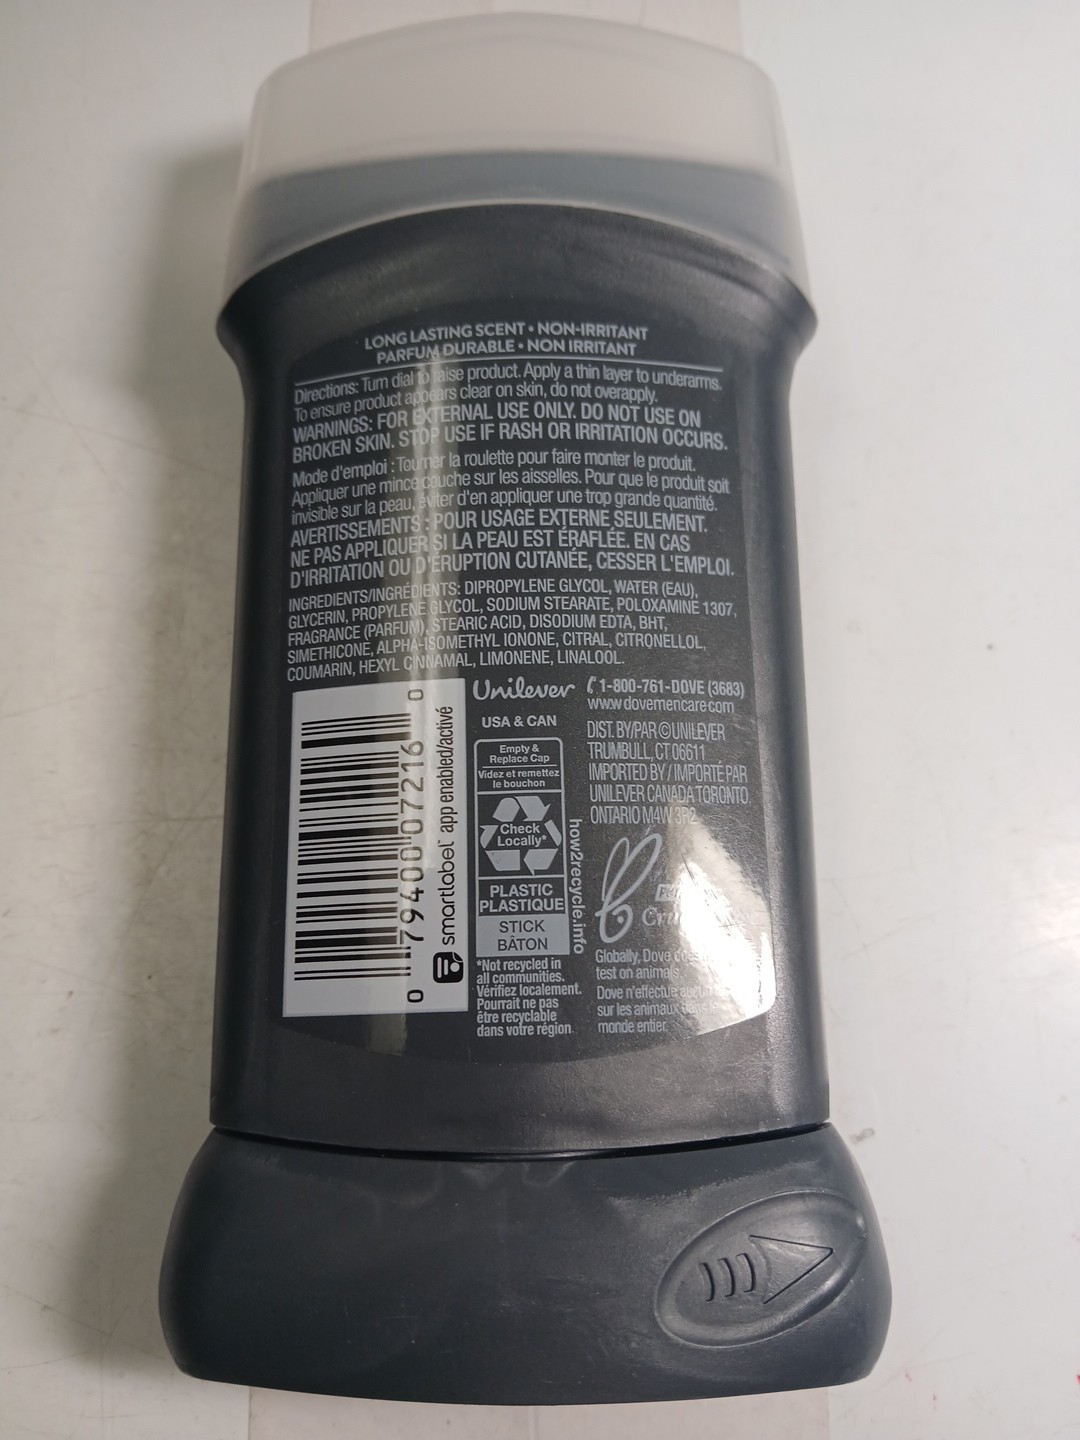 LONG LASTING SCENT • NON-IRRITANT
PARFUM DURABLE • NON IRRITANT
Directions: Turn dial to raise product. Apply a thin layer to underarms.
To ensure product appears clear on skin, do not overapply.
WARNINGS: FOR EXTERNAL USE ONLY. DO NOT USE ON
BROKEN SKIN. STOP USE IF RASH OR IRRITATION OCCURS.
Mode d'emploi : Tourner la roulette pour faire monter le produit.
Appliquer une mince couche sur les aisselles. Pour que le produit soit
invisible sur la peau, éviter d'en appliquer une trop grande quantité.
AVERTISSEMENTS : POUR USAGE EXTERNE SEULEMENT.
NE PAS APPLIQUER SI LA PEAU EST ÉRAFLÉE. EN CAS
D'IRRITATION OU D'ÉRUPTION CUTANÉE, CESSER L'EMPLOI.
INGREDIENTS/INGRÉDIENTS: DIPROPYLENE GLYCOL, WATER (EAU),
GLYCERIN, PROPYLENE GLYCOL, SODIUM STEARATE, POLOXAMINE 1307,
FRAGRANCE (PARFUM), STEARIC ACID, DISODIUM EDTA, BHT,
SIMETHICONE, ALPHA-ISOMETHYL IONONE, CITRAL, CITRONELLOL,
COUMARIN, HEXYL CINNAMAL, LIMONENE, LINALOOL.
0 79400 07216 0
smartlabel app enabled/activé
Unilever
USA & CAN
Empty &
Replace Cap
Videz et remettez
le bouchon
Check
Locally*
PLASTIC
PLASTIQUE
STICK
BÂTON
how2recycle.info
*Not recycled in
all communities.
Vérifiez localement.
Pourrait ne pas
être recyclable
dans votre région.
1-800-761-DOVE (3683)
www.dovemencare.com
DIST. BY/PAR ©UNILEVER
TRUMBULL, CT 06611
IMPORTED BY / IMPORTÉ PAR
UNILEVER CANADA TORONTO,
ONTARIO M4W 3R2
Globally, Dove does
test on animals.
Dove n'effectue
sur les animaux dans le
monde entier.